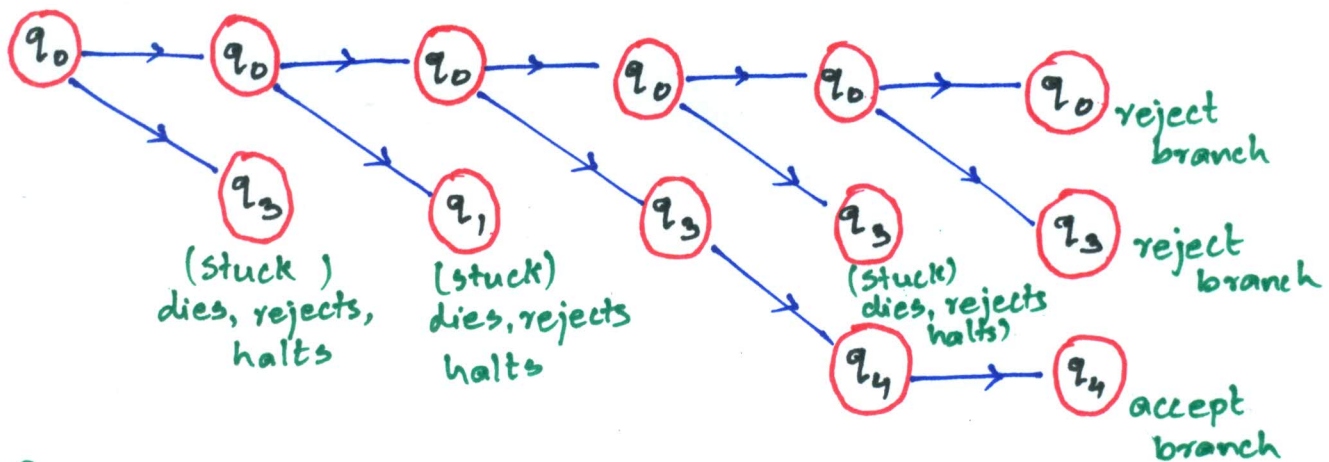 q0 q0 q0 q0 q0 q0 reject
branch
q3 q1 q3 q3 q3 reject
branch
(stuck )
dies, rejects,
halts
(stuck)
dies, rejects
halts
(stuck)
dies, rejects
halts)
q4 q4 accept
branch